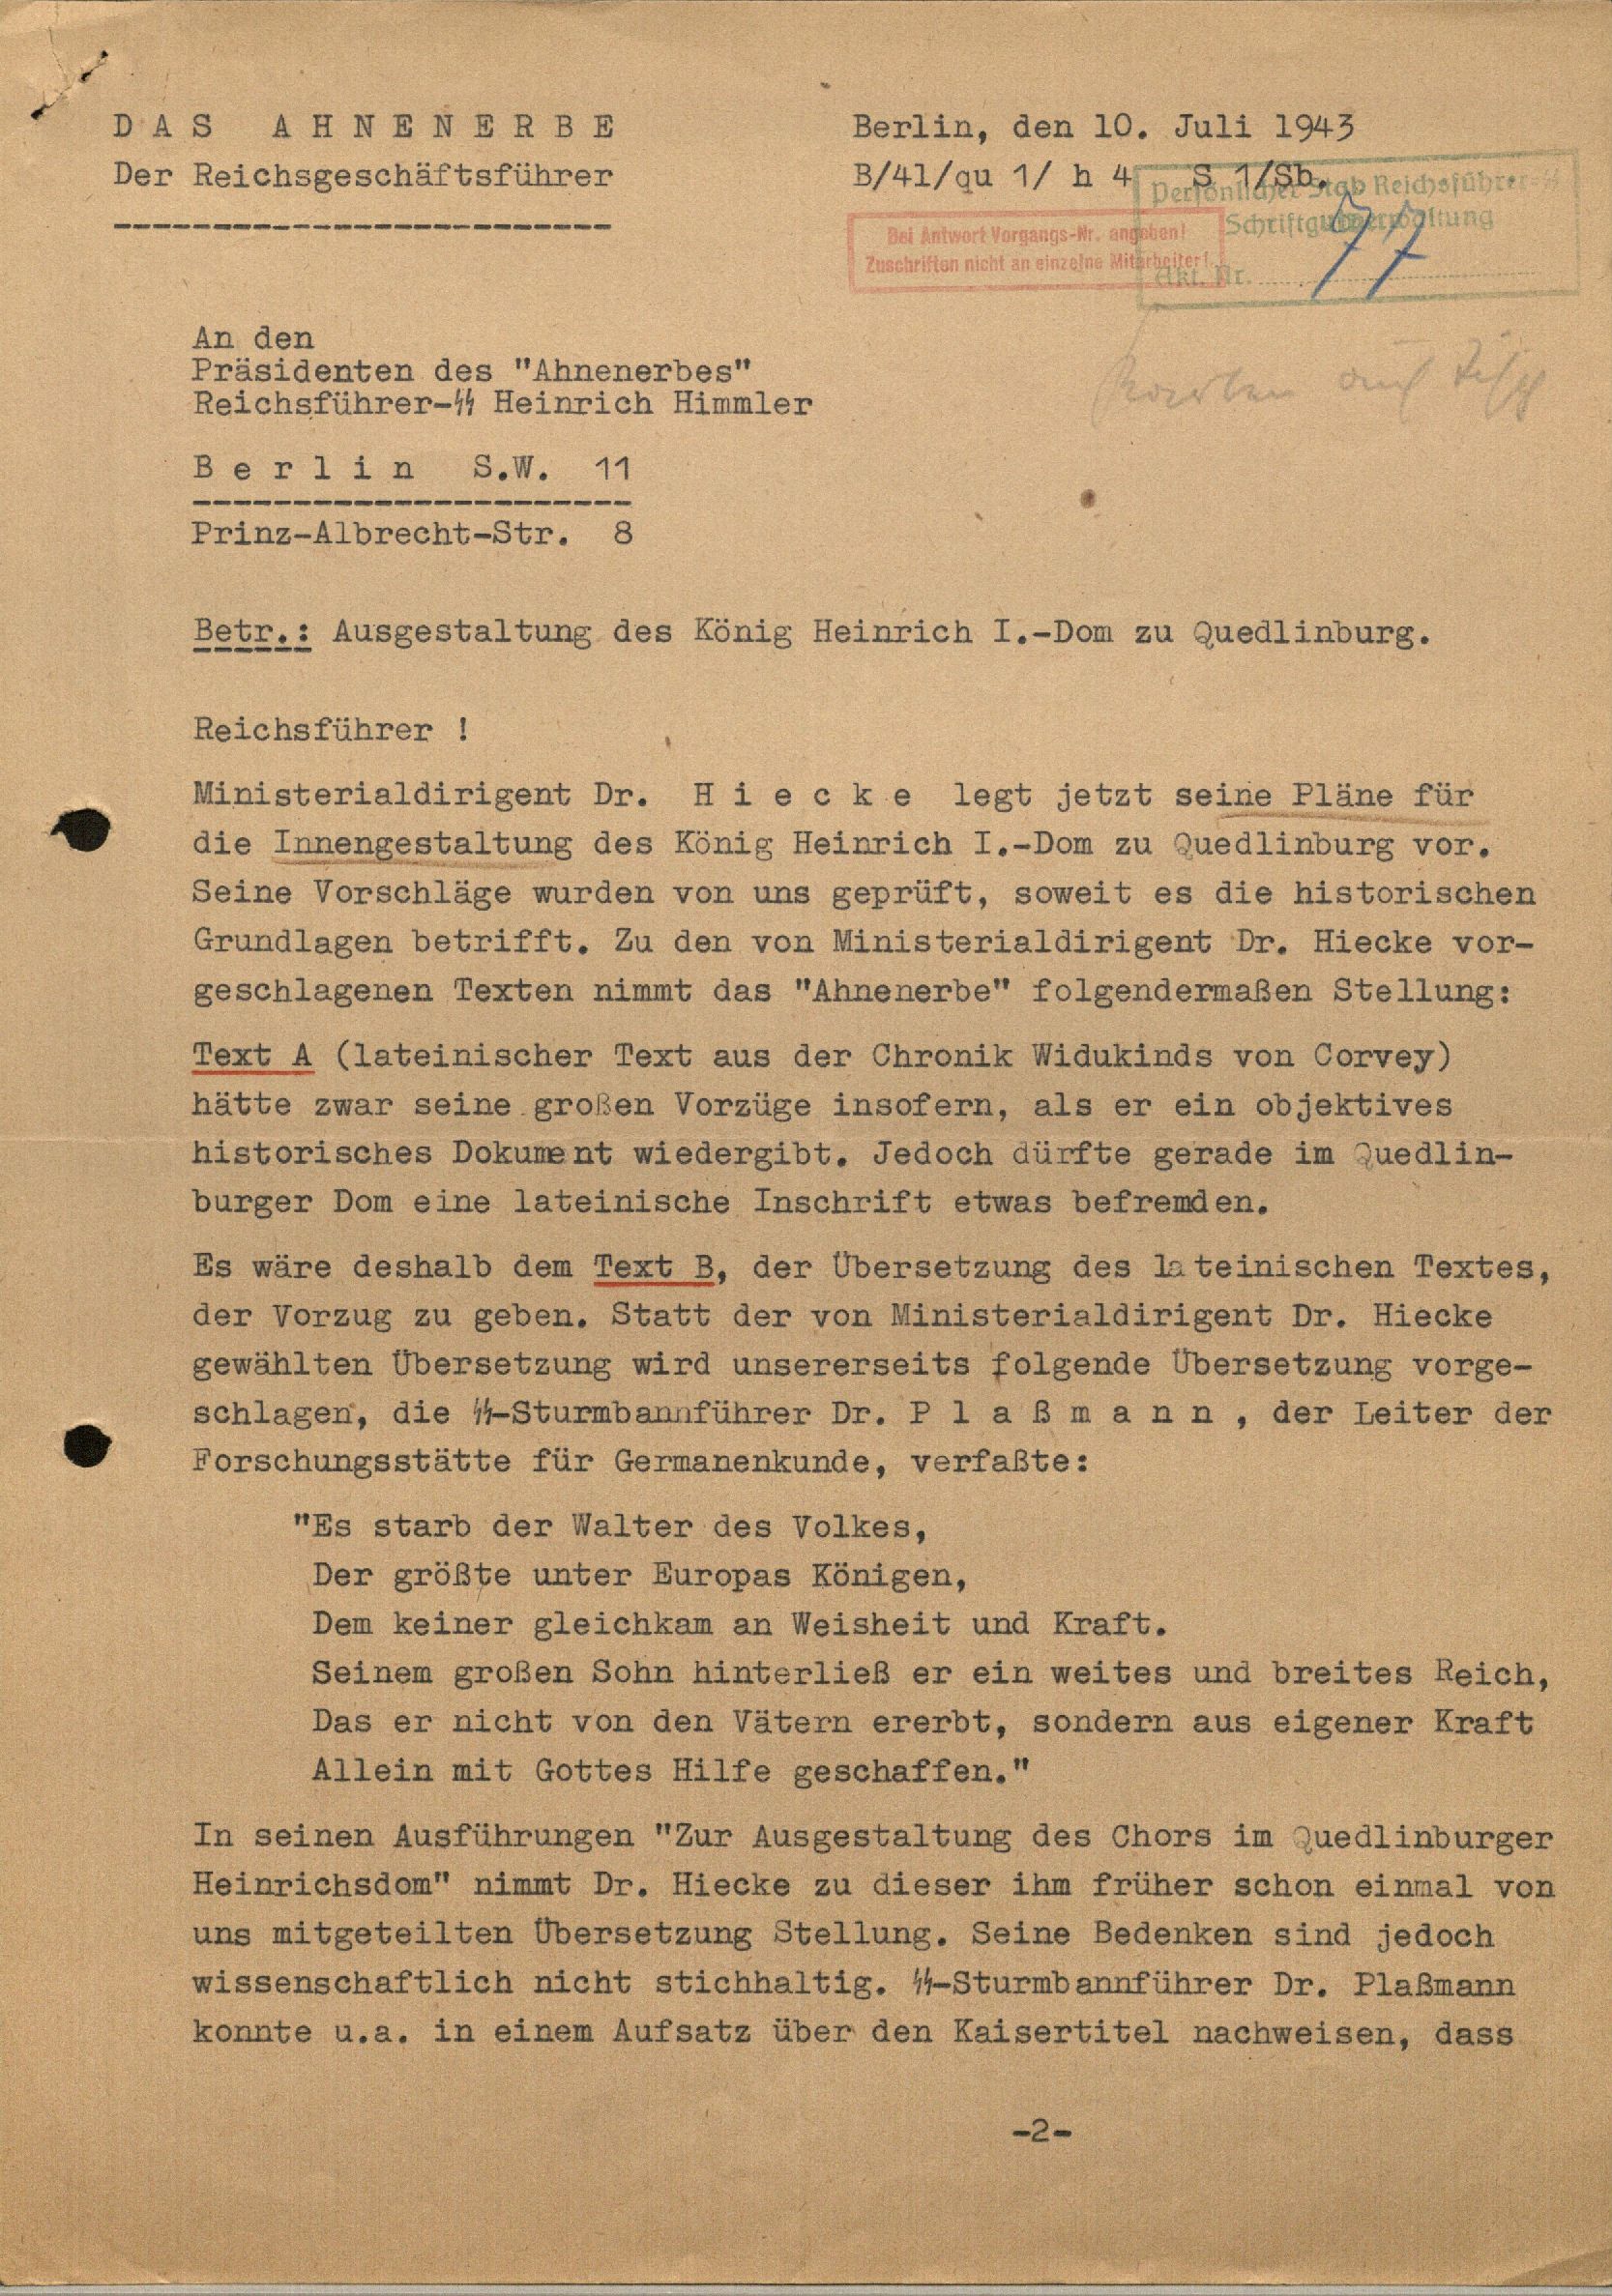 DAS AHNENERBE
Der Reichsgeschäftsführer
Berlin, den 10. Juli 1943
B/41/qu 1/ h 4 S 1/Sb.
Persönlicher Stab Reichsführer-SS
Schriftgutverwaltung
Akt. Nr.
77
Bei Antwort Vorgangs-Nr. angeben!
Zuschriften nicht an einzelne Mitarbeiter!
An den
Präsidenten des "Ahnenerbes"
Reichsführer-SS Heinrich Himmler
Berlin S.W. 11
Prinz-Albrecht-Str. 8
Betr.: Ausgestaltung des König Heinrich I.-Dom zu Quedlinburg.
Reichsführer !
Ministerialdirigent Dr. Hiecke legt jetzt seine Pläne für
die Innengestaltung des König Heinrich I.-Dom zu Quedlinburg vor.
Seine Vorschläge wurden von uns geprüft, soweit es die historischen
Grundlagen betrifft. Zu den von Ministerialdirigent Dr. Hiecke vor-
geschlagenen Texten nimmt das "Ahnenerbe" folgendermaßen Stellung:
Text A (lateinischer Text aus der Chronik Widukinds von Corvey)
hätte zwar seine großen Vorzüge insofern, als er ein objektives
historisches Dokument wiedergibt. Jedoch dürfte gerade im Quedlin-
burger Dom eine lateinische Inschrift etwas befremden.
Es wäre deshalb dem Text B, der Übersetzung des lateinischen Textes,
der Vorzug zu geben. Statt der von Ministerialdirigent Dr. Hiecke
gewählten Übersetzung wird unsererseits folgende Übersetzung vorge-
schlagen, die SS-Sturmbannführer Dr. Plaßmann, der Leiter der
Forschungsstätte für Germanenkunde, verfaßte:
"Es starb der Walter des Volkes,
Der größte unter Europas Königen,
Dem keiner gleichkam an Weisheit und Kraft.
Seinem großen Sohn hinterließ er ein weites und breites Reich,
Das er nicht von den Vätern ererbt, sondern aus eigener Kraft
Allein mit Gottes Hilfe geschaffen."
In seinen Ausführungen "Zur Ausgestaltung des Chors im Quedlinburger
Heinrichsdom" nimmt Dr. Hiecke zu dieser ihm früher schon einmal von
uns mitgeteilten Übersetzung Stellung. Seine Bedenken sind jedoch
wissenschaftlich nicht stichhaltig. SS-Sturmbannführer Dr. Plaßmann
konnte u.a. in einem Aufsatz über den Kaisertitel nachweisen, dass
-2-